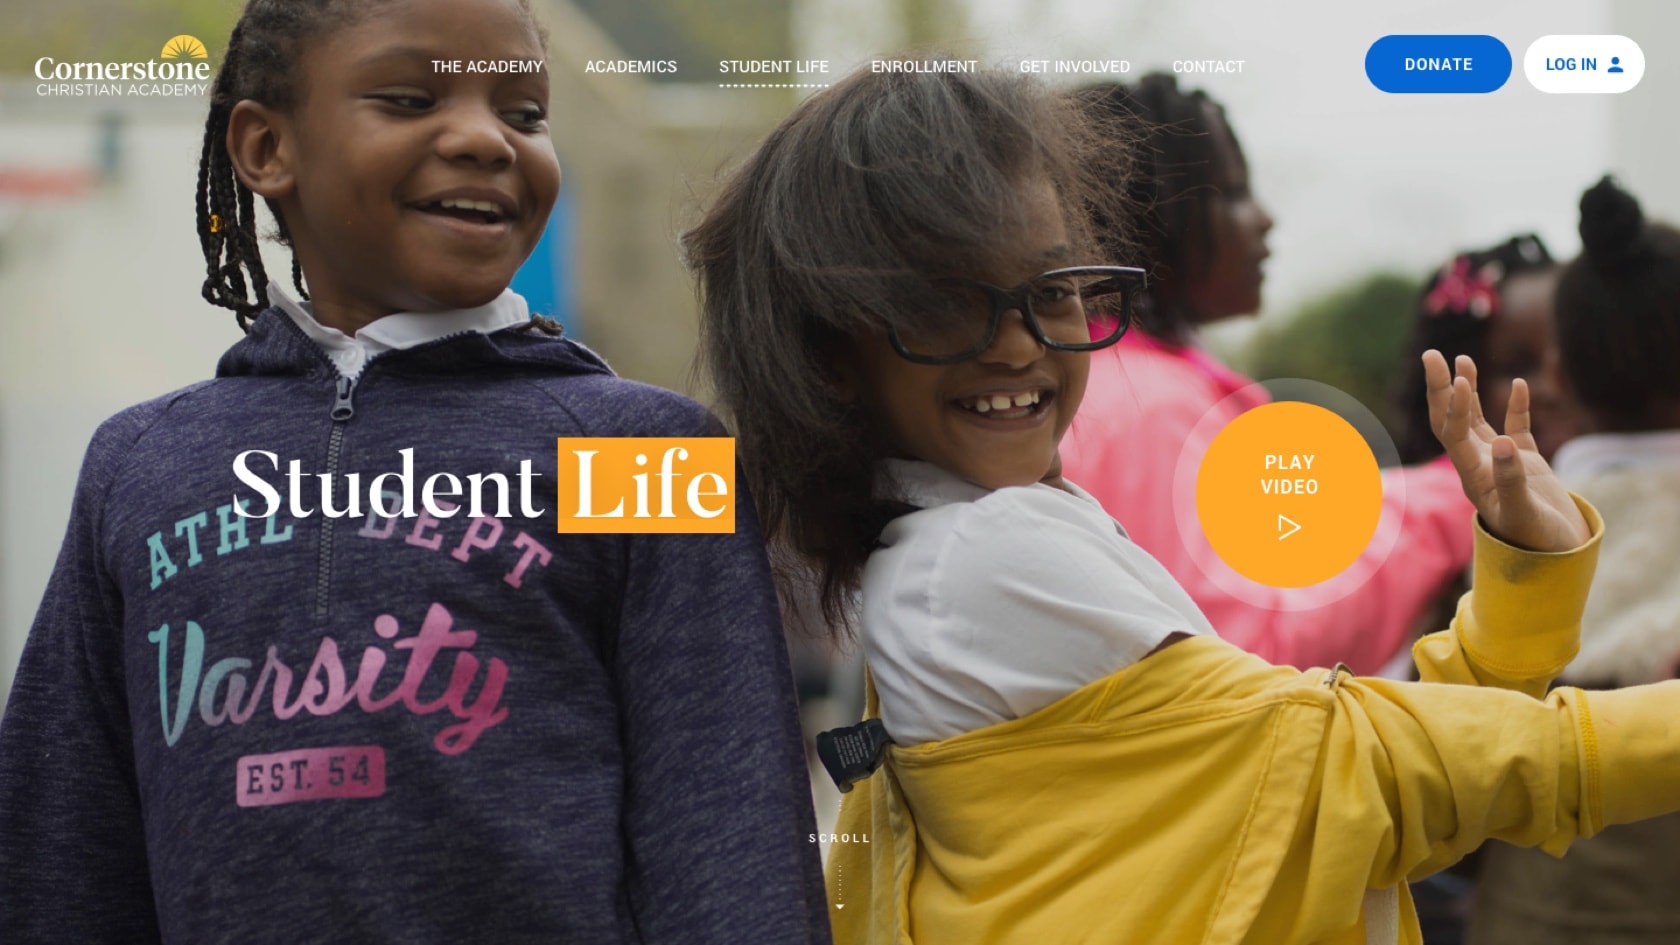 Cornerstone
CHRISTIAN ACADEMY
THE ACADEMY
ACADEMICS
STUDENT LIFE
ENROLLMENT
GET INVOLVED
CONTACT
DONATE
LOG IN
Student Life
PLAY
VIDEO
ATHL DEPT
Varsity
EST. 54
SCROLL